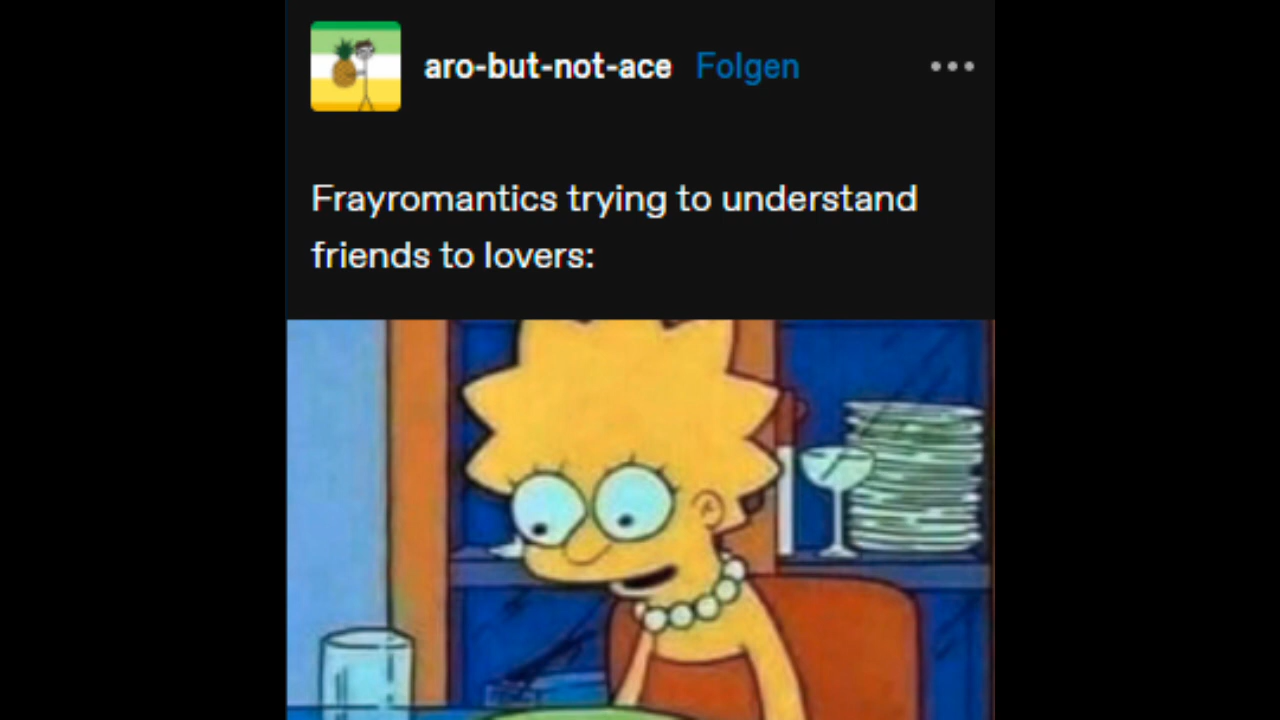 aro-but-not-ace Folgen
Frayromantics trying to understand
friends to lovers: